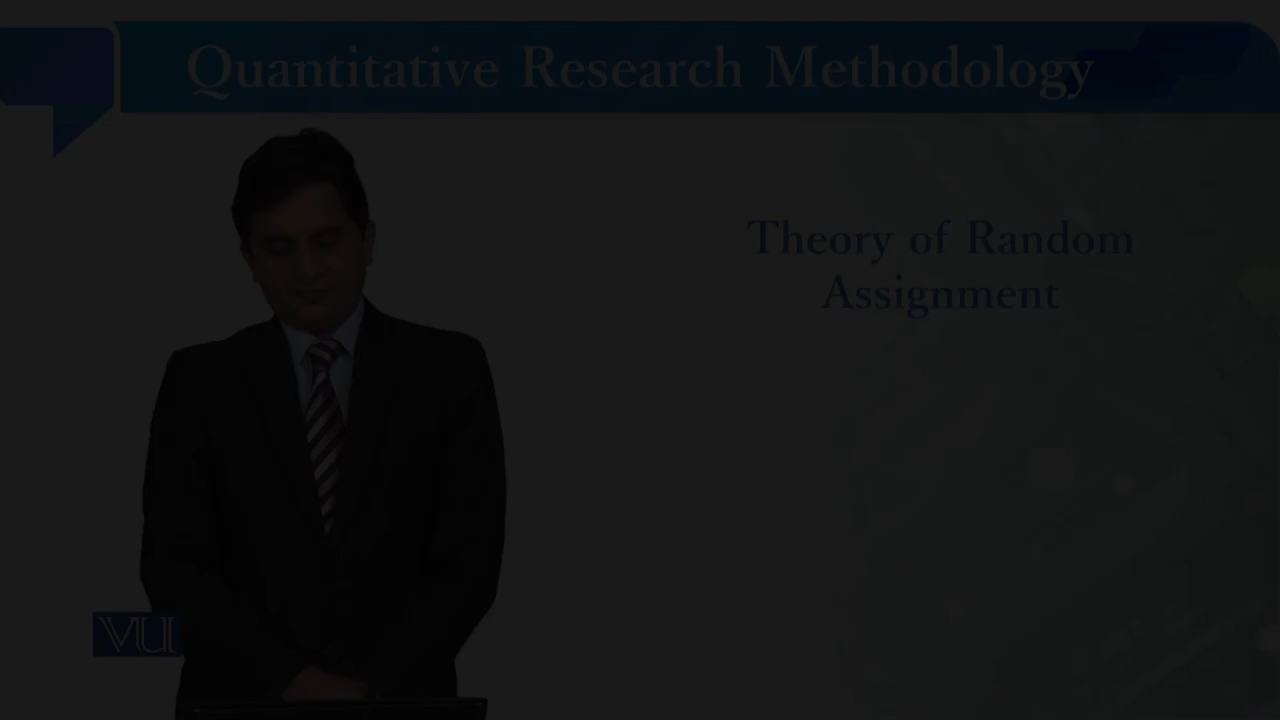 Quantitative Research Methodology
Theory of Random
Assignment
VU